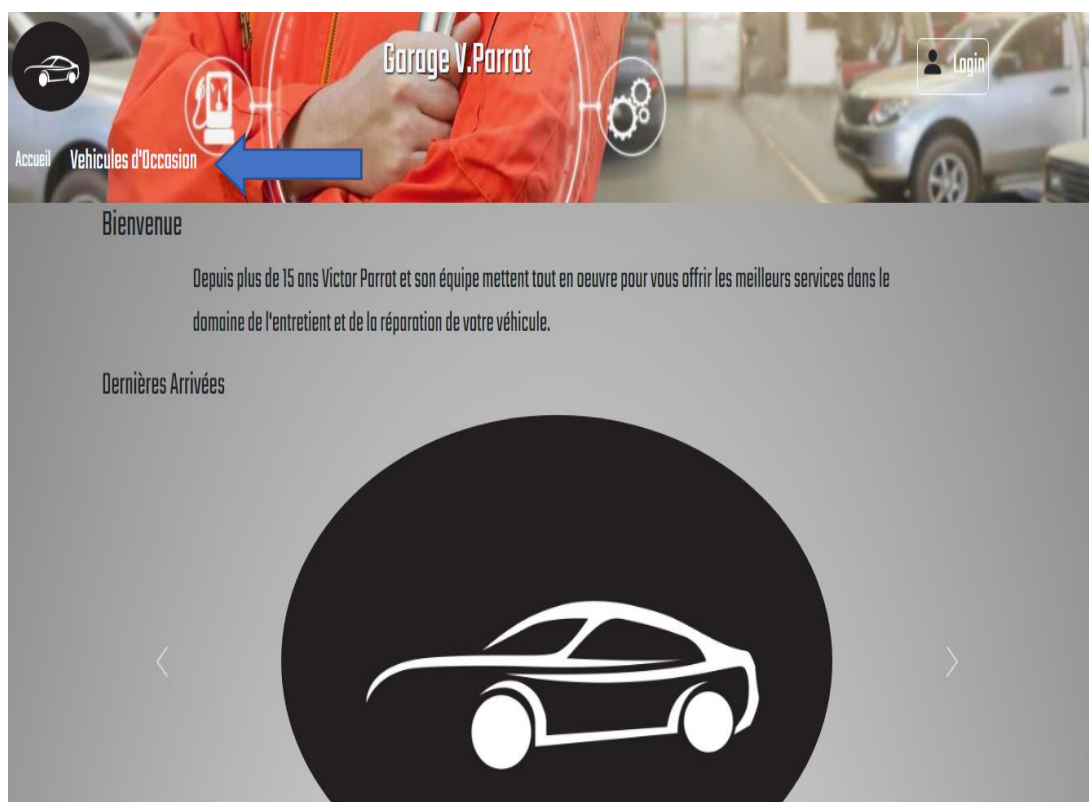 Garage V.Parrot
Login
Accueil Vehicules d'Occasion
Bienvenue
Depuis plus de 15 ans Victor Parrot et son équipe mettent tout en oeuvre pour vous offrir les meilleurs services dans le
domaine de l'entretient et de la réparation de votre véhicule.
Dernières Arrivées